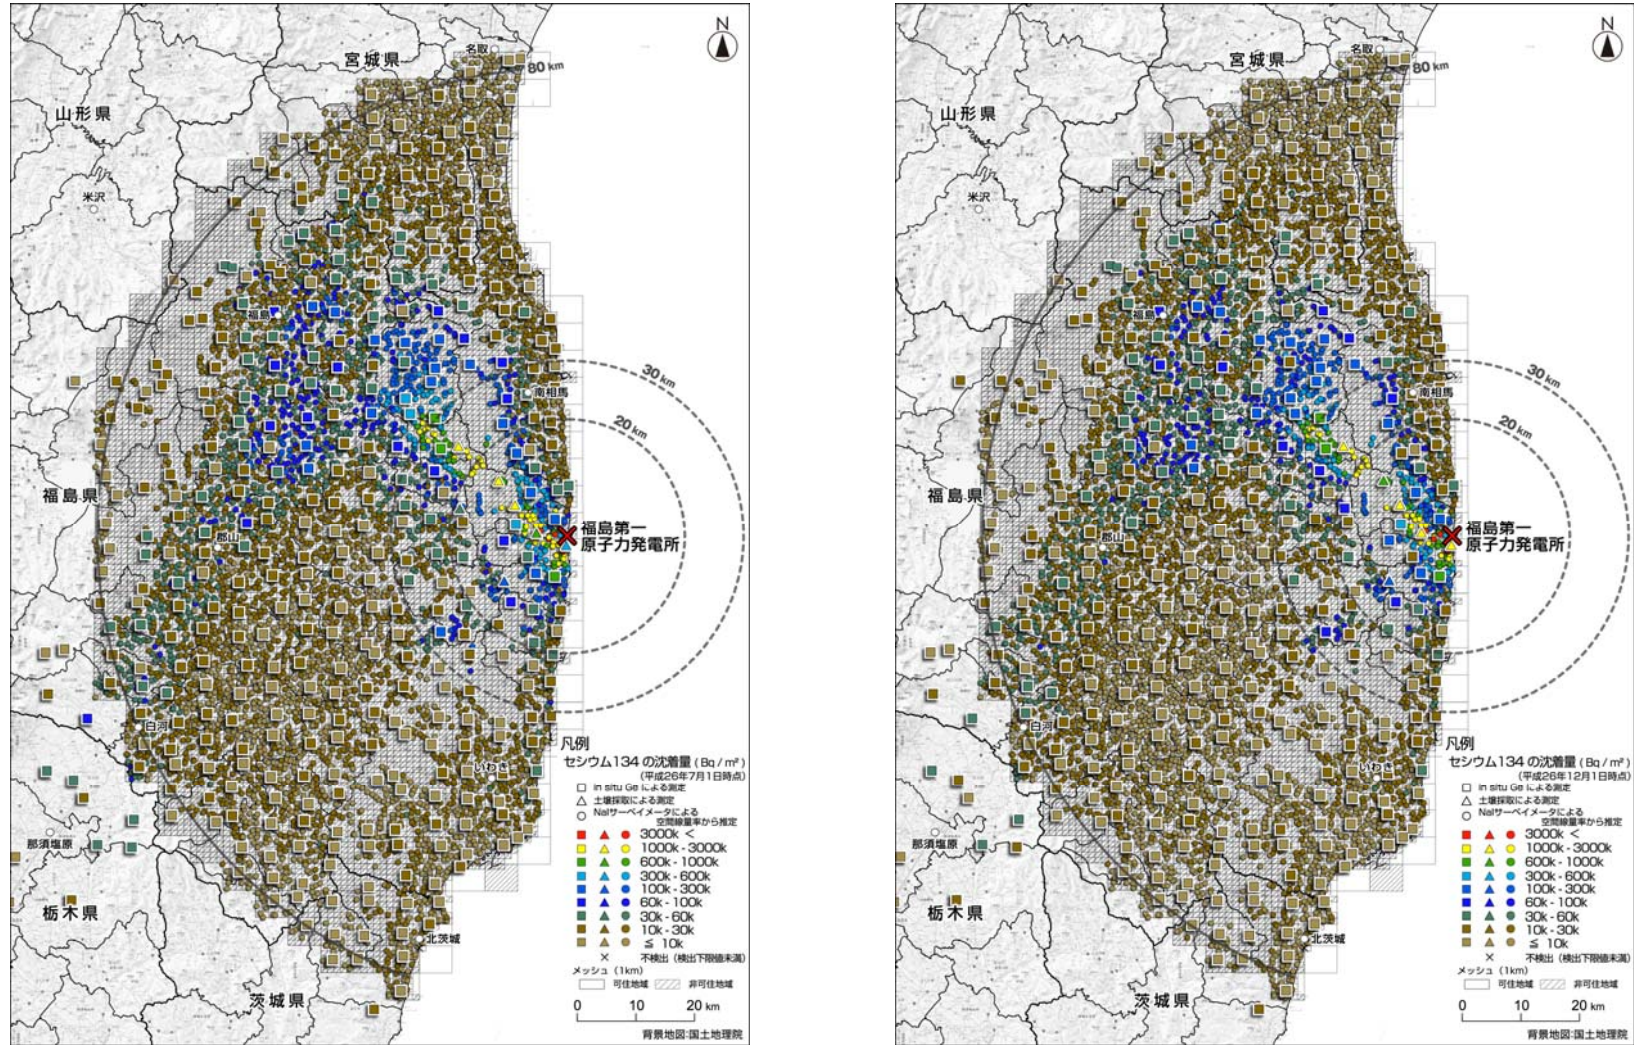 N
名取
宮城県
80 km
山形県
米沢
福島
30 km
南相馬
20 km
福島県
福島第一
原子力発電所
郡山
白河
いわき
那須塩原
栃木県
北茨城
茨城県
凡例
セシウム134 の沈着量 ( Bq / m² )
(平成26年7月1日時点)
in situ Ge による測定
土壌採取による測定
NaIサーベイメータによる
空間線量率から推定
3000k <
1000k - 3000k
600k - 1000k
300k - 600k
100k - 300k
60k - 100k
30k - 60k
10k - 30k
≦ 10k
× 不検出 (検出下限値未満)
メッシュ (1km)
可住地域 非可住地域
0 10 20 km
背景地図:国土地理院
N
名取
宮城県
80 km
山形県
米沢
福島
30 km
南相馬
20 km
福島県
福島第一
原子力発電所
郡山
白河
いわき
那須塩原
栃木県
北茨城
茨城県
凡例
セシウム134 の沈着量 ( Bq / m² )
(平成26年12月1日時点)
in situ Ge による測定
土壌採取による測定
NaIサーベイメータによる
空間線量率から推定
3000k <
1000k - 3000k
600k - 1000k
300k - 600k
100k - 300k
60k - 100k
30k - 60k
10k - 30k
≦ 10k
× 不検出 (検出下限値未満)
メッシュ (1km)
可住地域 非可住地域
0 10 20 km
背景地図:国土地理院